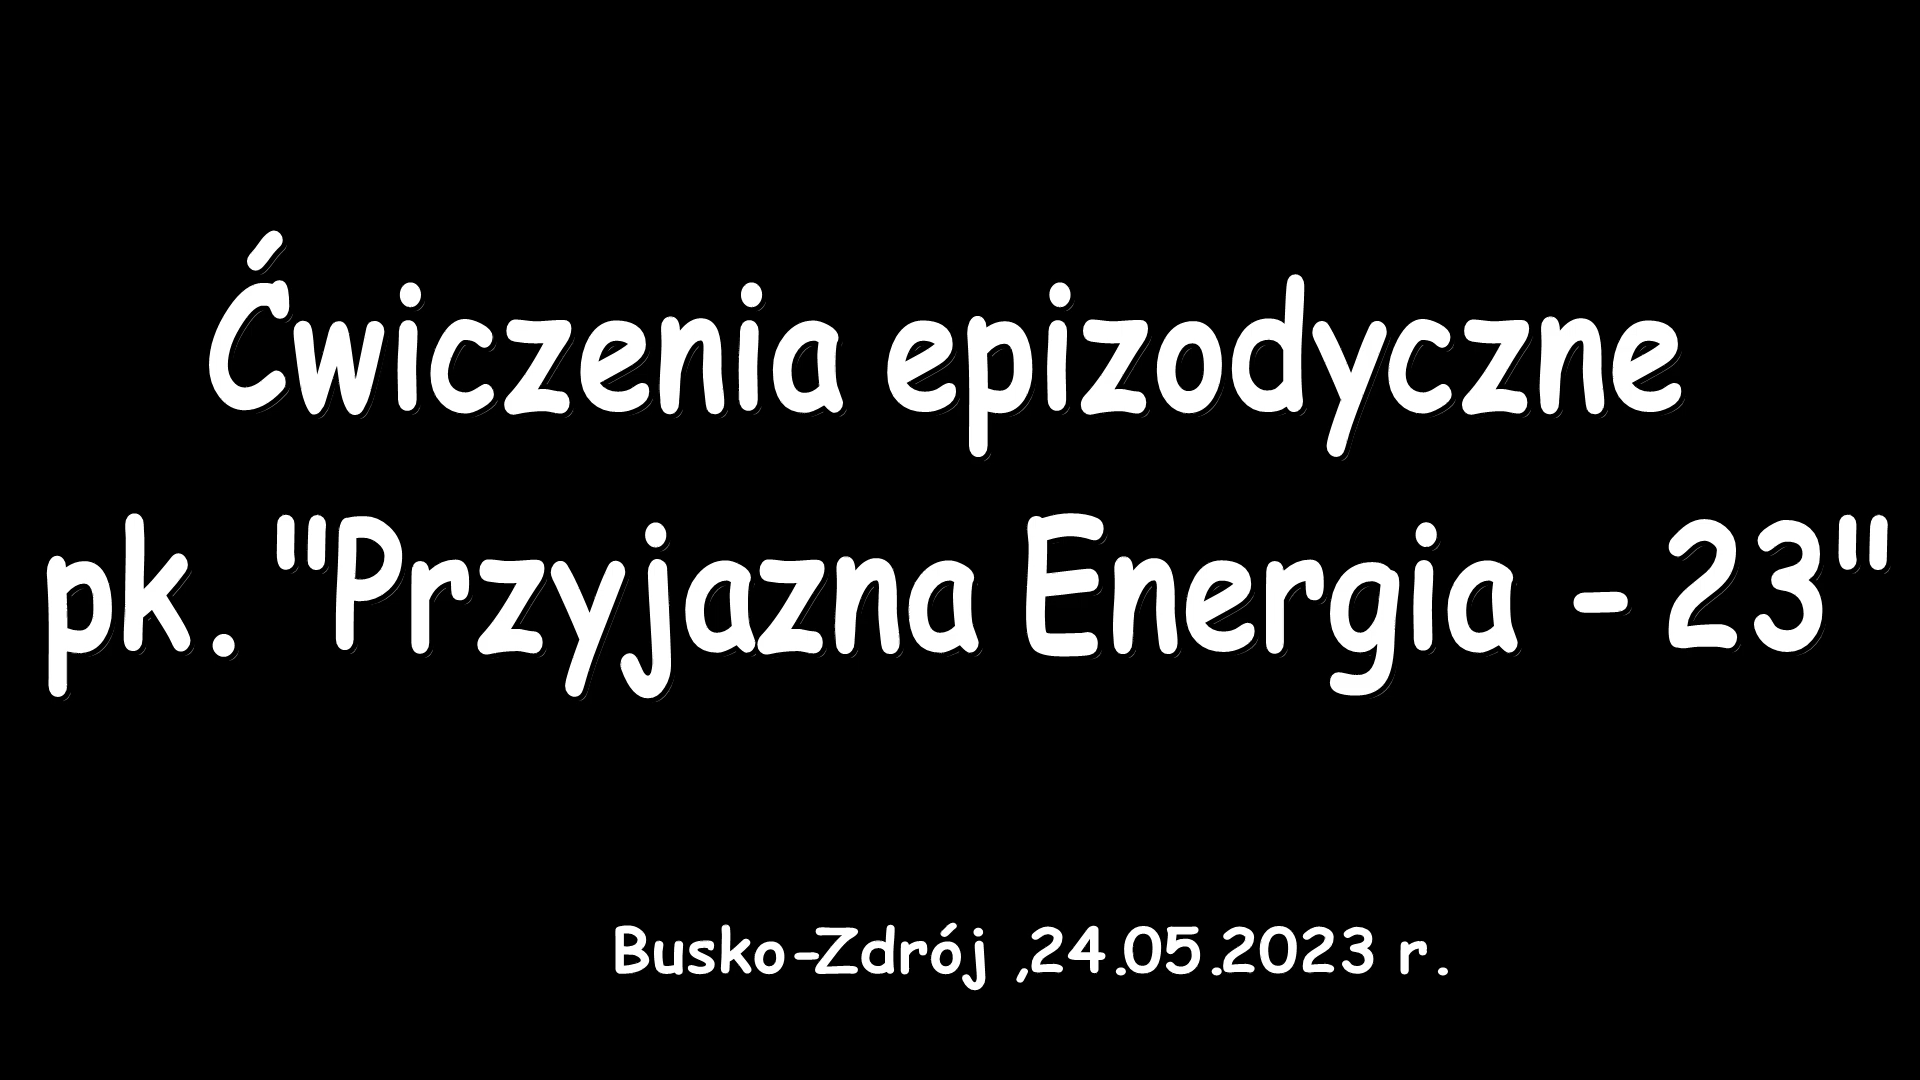 Ćwiczenia epizodyczne
pk. "Przyjazna Energia - 23"
Busko-Zdrój ,24.05.2023 r.